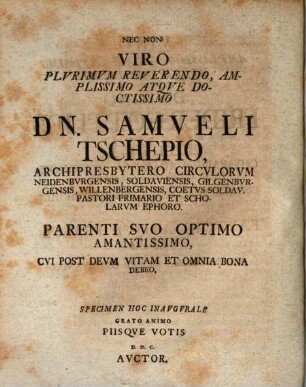 NEC NON
VIRO
PLVRIMVM REVERENDO, AM-
PLISSIMO ATQVE DO-
CTISSIMO
DN. SAMVELI
TSCHEPIO,
ARCHIPRESBYTERO CIRCVLORVM
NEIDENBVRGENSIS, SOLDAVIENSIS, GILGENBVR-
GENSIS, WILLENBERGENSIS, COETVS SOLDAV.
PASTORI PRIMARIO ET SCHO-
LARVM EPHORO.
PARENTI SVO OPTIMO
AMANTISSIMO,
CVI POST DEVM VITAM ET OMNIA BONA
DEBEO,
SPECIMEN HOC INAVGVRALE
GRATO ANIMO
PIISQVE VOTIS
D. D. C.
AVCTOR.